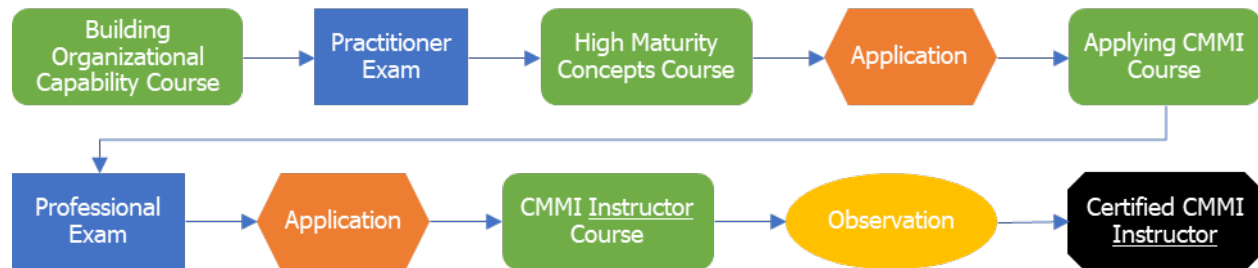 Building
Organizational
Capability Course
Practitioner
Exam
High Maturity
Concepts Course
Application
Applying CMMI
Course
Professional
Exam
Application
CMMI Instructor
Course
Observation
Certified CMMI
Instructor